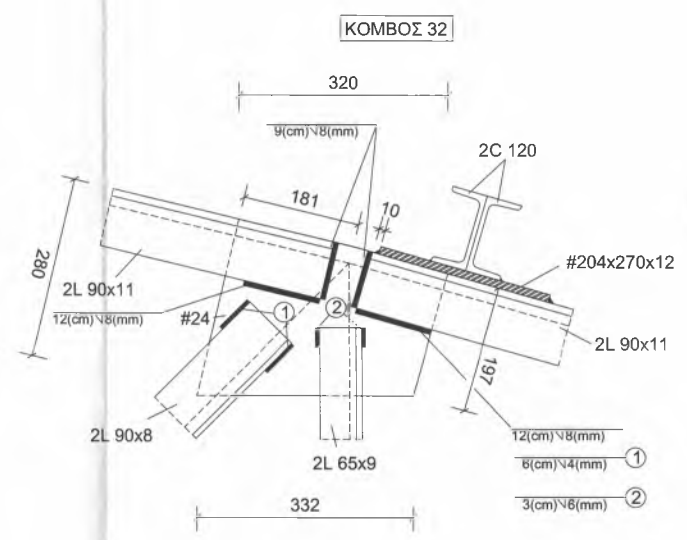 ΚΟΜΒΟΣ 32
320
9(cm)√8(mm)
2C 120
181
10
280
#204x270x12
2L 90x11
12(cm)√8(mm)
#24
1
2
2L 90x11
197
2L 90x8
2L 65x9
12(cm)√8(mm)
6(cm)√4(mm) 1
3(cm)√6(mm) 2
332